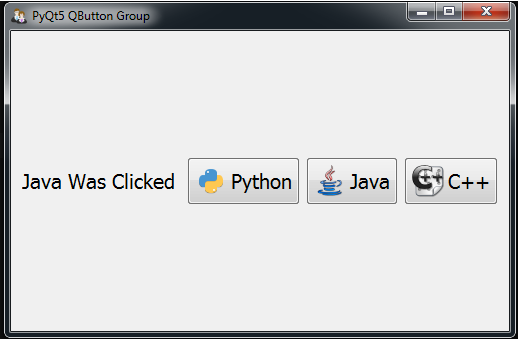 PyQt5 QButton Group
Java Was Clicked Python Java C++